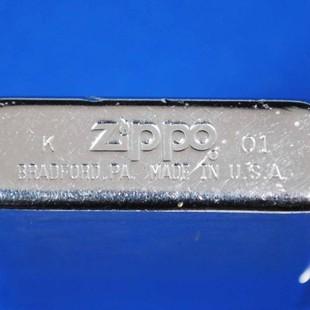 K Zippo 01
BRADFORD, PA. MADE IN U.S.A.